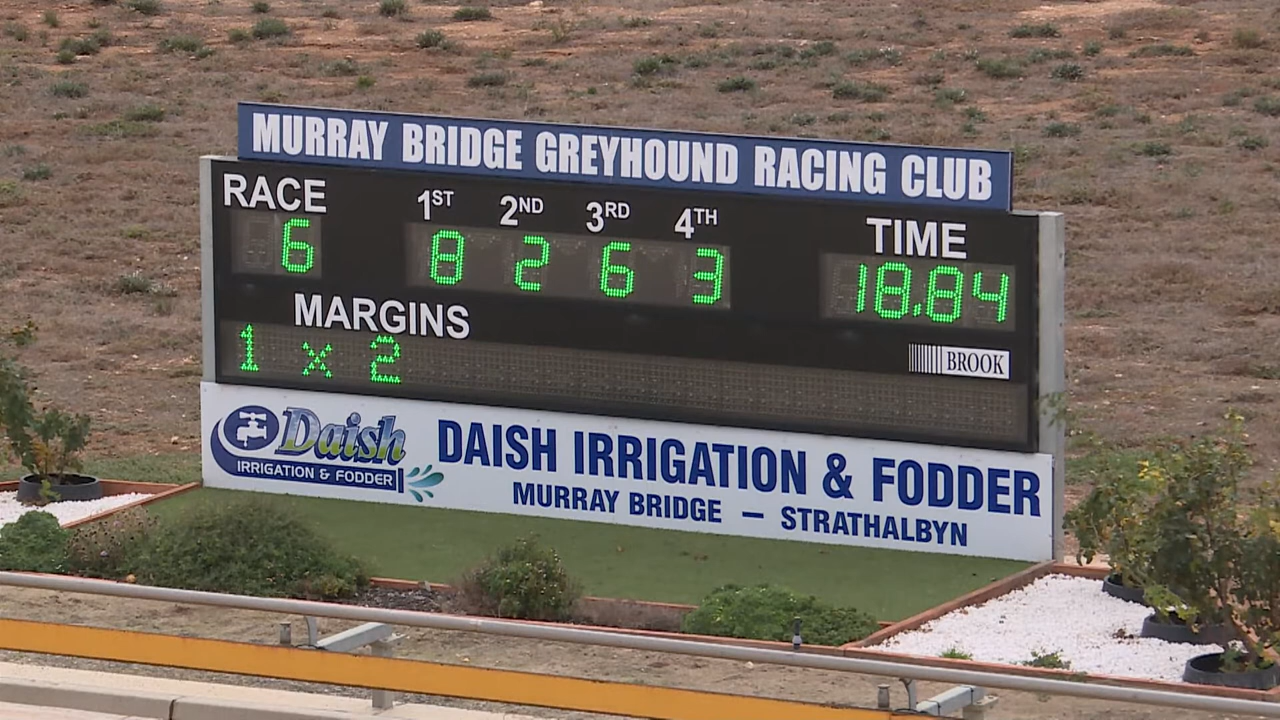 MURRAY BRIDGE GREYHOUND RACING CLUB
RACE 1ST 2ND 3RD 4TH TIME
6 8 2 6 3 18.84
MARGINS
1 x 2
BROOK
Daish
IRRIGATION & FODDER
DAISH IRRIGATION & FODDER
MURRAY BRIDGE – STRATHALBYN